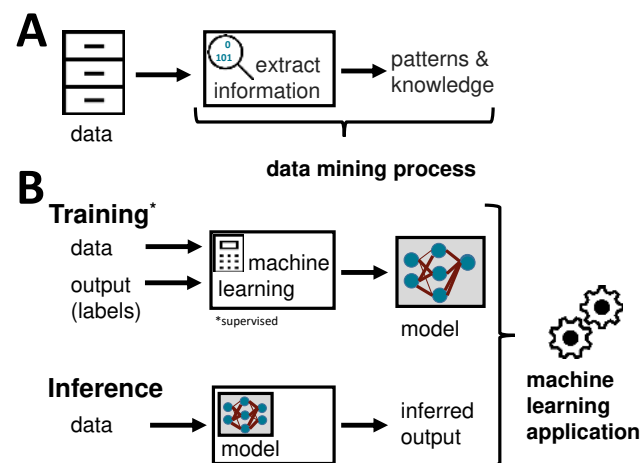 A
0
101
extract
information
patterns &
knowledge
data
data mining process
B
Training*
data
output
(labels)
machine
learning
*supervised
model
Inference
data
model
inferred
output
machine
learning
application